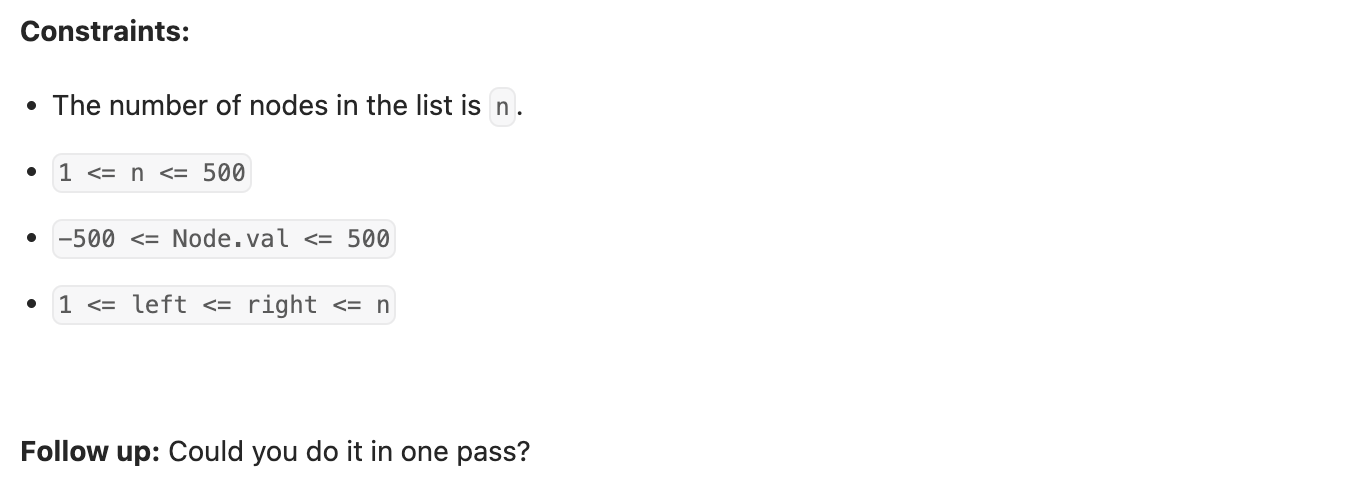 Constraints:
• The number of nodes in the list is n.
• 1 <= n <= 500
• -500 <= Node.val <= 500
• 1 <= left <= right <= n
Follow up: Could you do it in one pass?